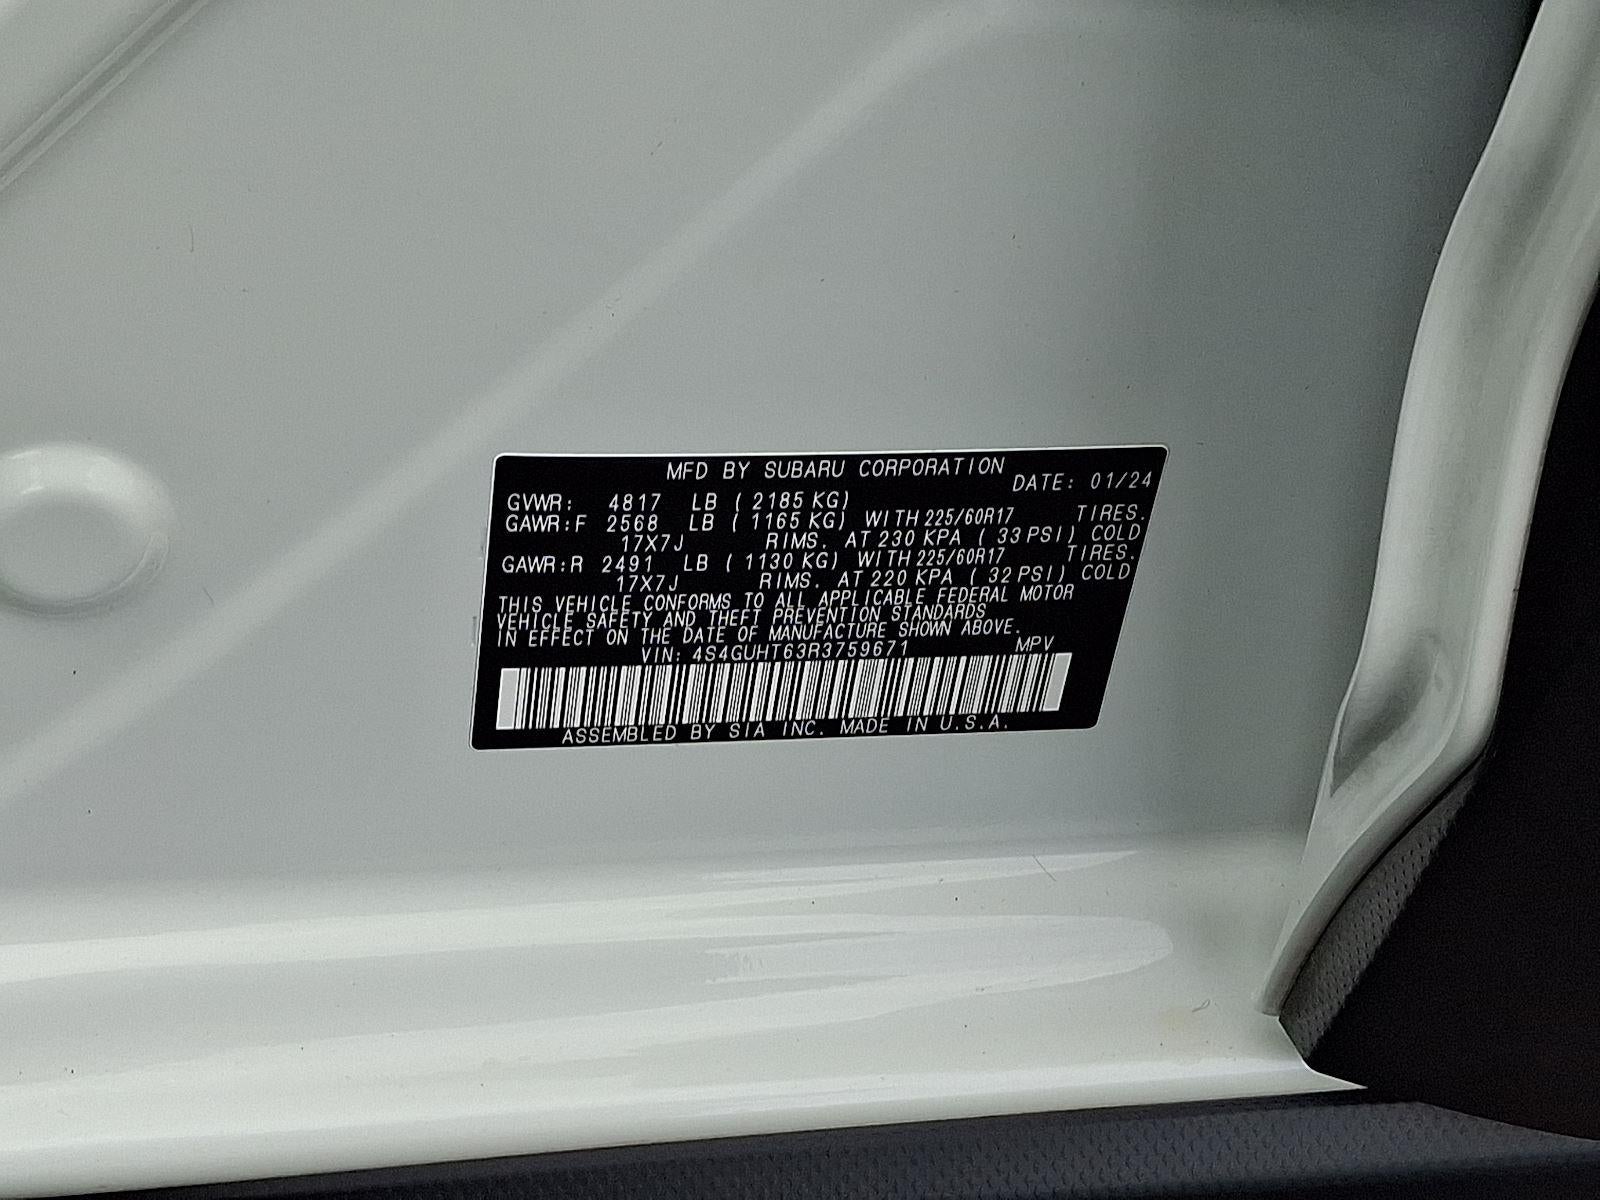 MFD BY SUBARU CORPORATION
DATE: 01/24
GVWR: 4817 LB ( 2185 KG)
GAWR:F 2568 LB ( 1165 KG) WITH 225/60R17 TIRES.
17X7J RIMS. AT 230 KPA ( 33 PSI) COLD
GAWR:R 2491 LB ( 1130 KG) WITH 225/60R17 TIRES.
17X7J RIMS. AT 220 KPA ( 32 PSI) COLD
THIS VEHICLE CONFORMS TO ALL APPLICABLE FEDERAL MOTOR
VEHICLE SAFETY AND THEFT PREVENTION STANDARDS
IN EFFECT ON THE DATE OF MANUFACTURE SHOWN ABOVE.
VIN: 4S4GUHT63R3759671 MPV
ASSEMBLED BY SIA INC. MADE IN U.S.A.